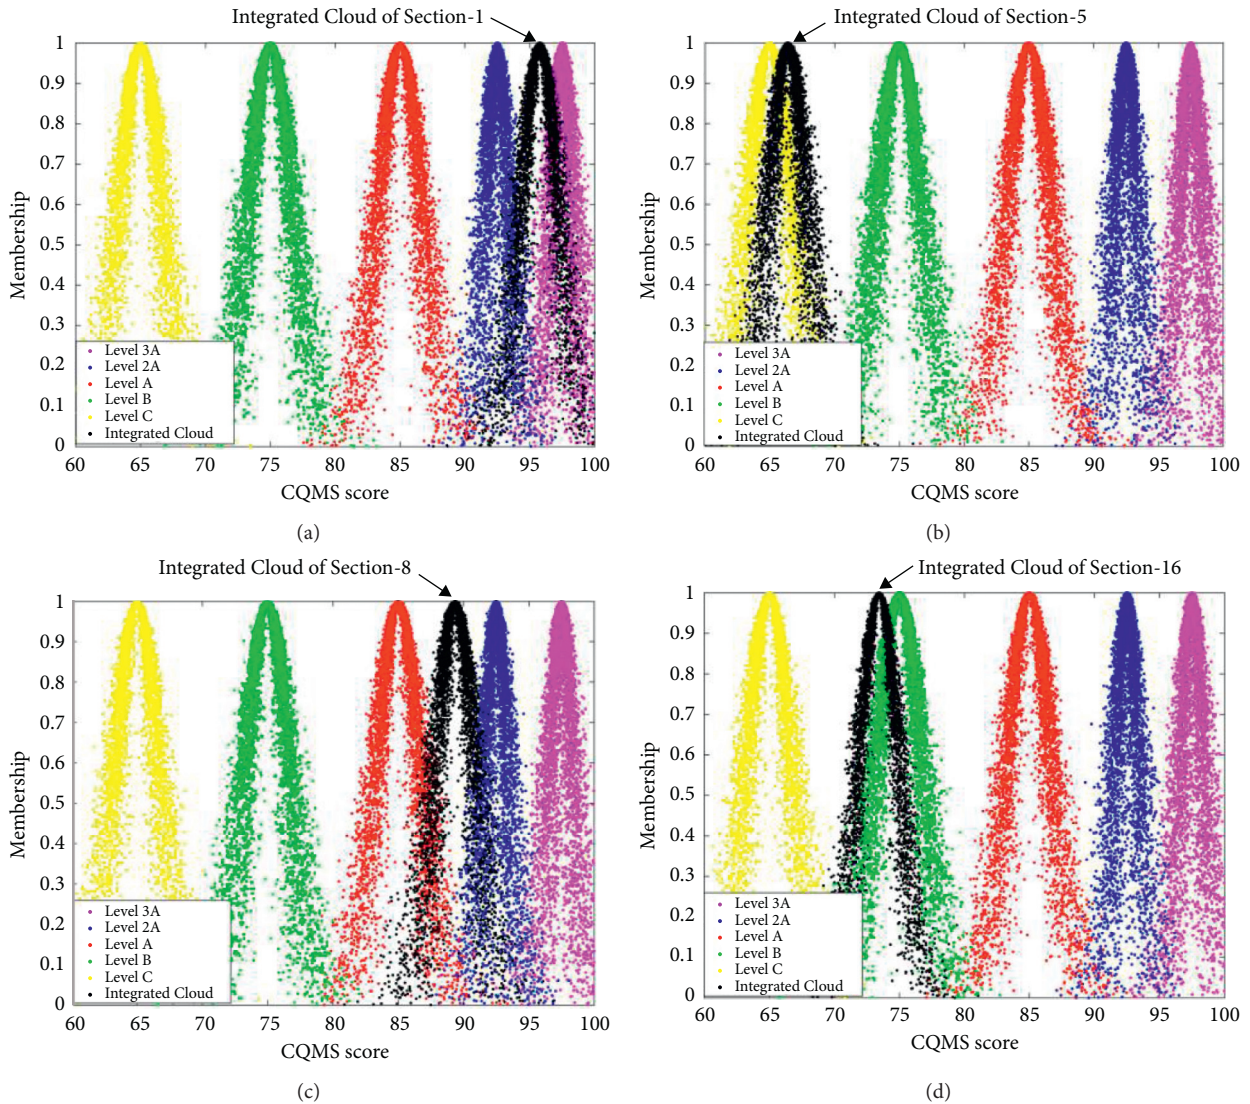 Integrated Cloud of Section-1
1
0.9
0.8
0.7
0.6
0.5
0.4
0.3
0.2
0.1
0
Membership
Level 3A
Level 2A
Level A
Level B
Level C
Integrated Cloud
60 65 70 75 80 85 90 95 100
CQMS score
(a)
Integrated Cloud of Section-5
1
0.9
0.8
0.7
0.6
0.5
0.4
0.3
0.2
0.1
0
Membership
Level 3A
Level 2A
Level A
Level B
Level C
Integrated Cloud
60 65 70 75 80 85 90 95 100
CQMS score
(b)
Integrated Cloud of Section-8
1
0.9
0.8
0.7
0.6
0.5
0.4
0.3
0.2
0.1
0
Membership
Level 3A
Level 2A
Level A
Level B
Level C
Integrated Cloud
60 65 70 75 80 85 90 95 100
CQMS score
(c)
Integrated Cloud of Section-16
1
0.9
0.8
0.7
0.6
0.5
0.4
0.3
0.2
0.1
0
Membership
Level 3A
Level 2A
Level A
Level B
Level C
Integrated Cloud
60 65 70 75 80 85 90 95 100
CQMS score
(d)